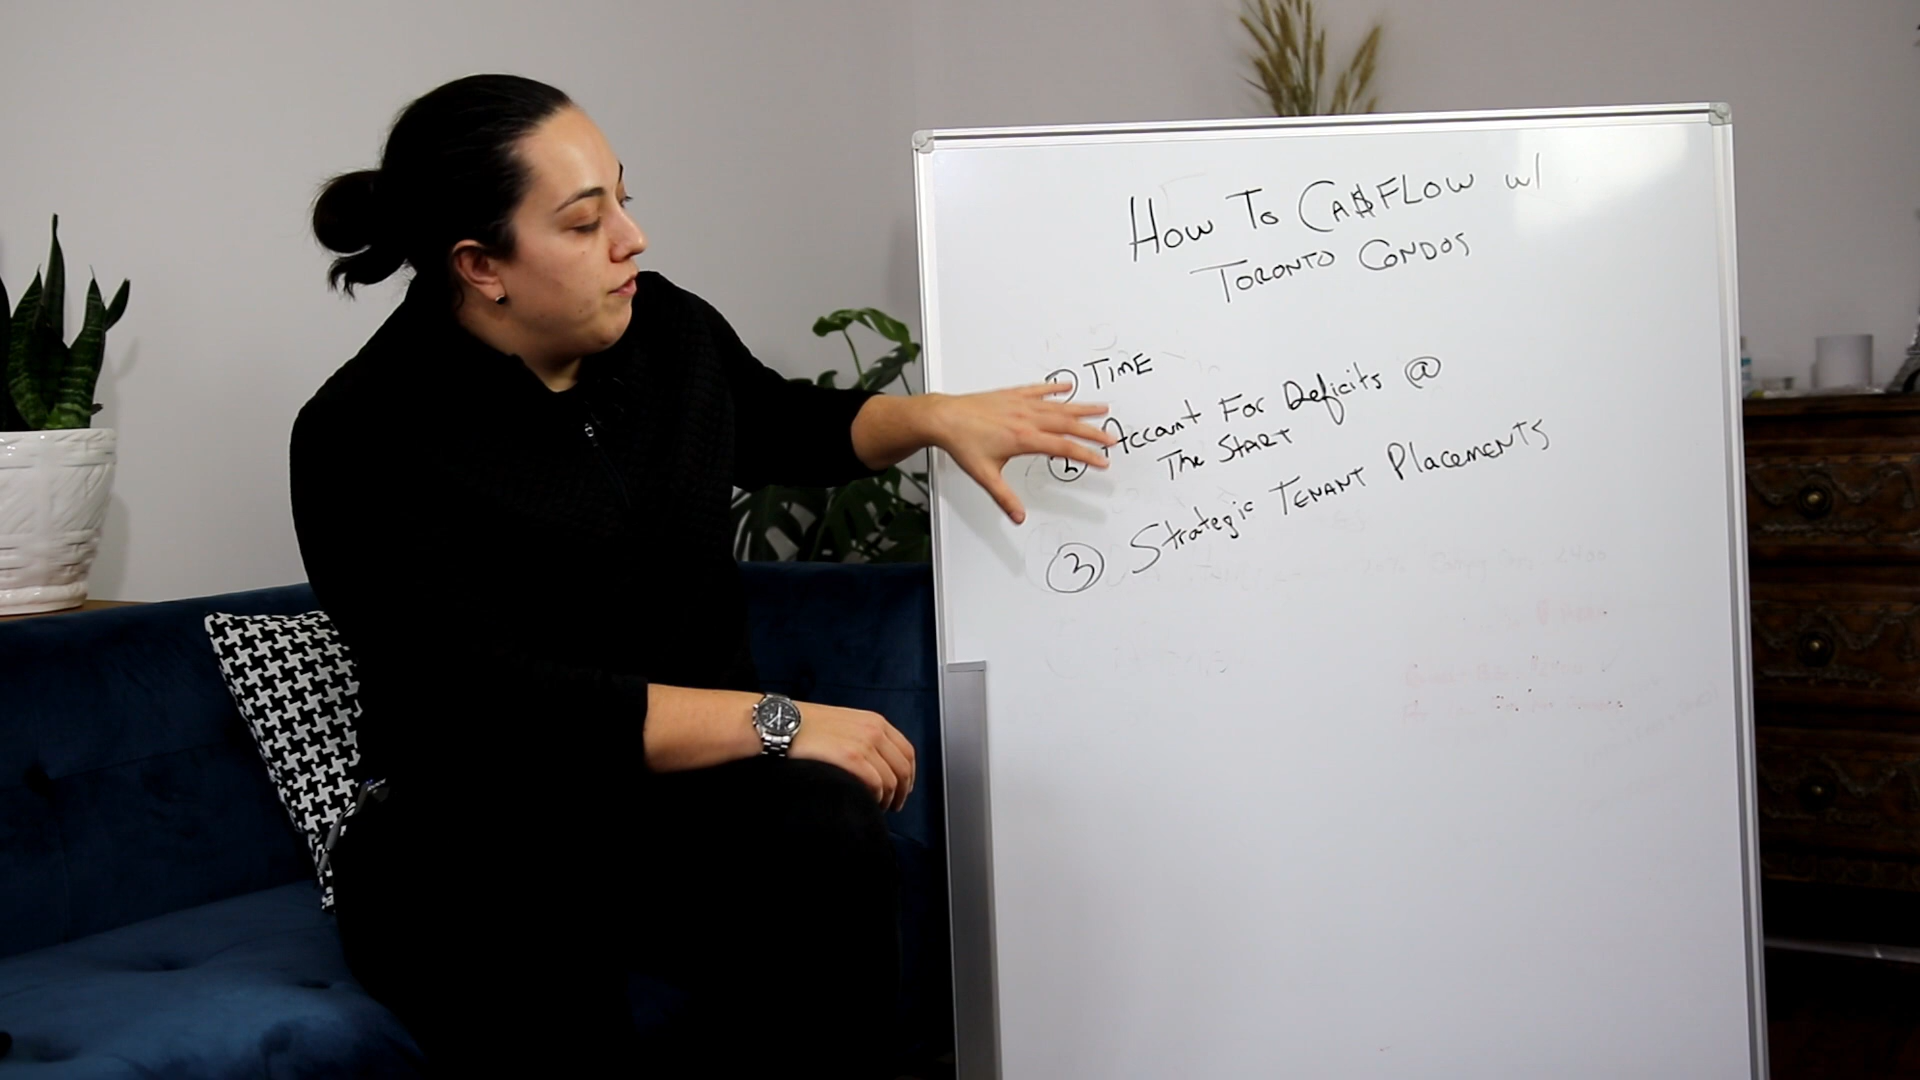 How To CA$FLOW w/
TORONTO CONDOS
① TIME
② Account For Deficits @
The START
③ Strategic TENANT Placements